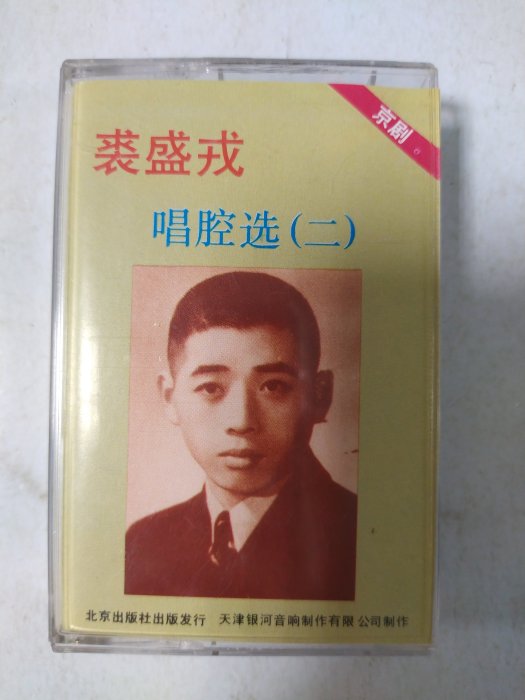 京剧
裘盛戎
唱腔选(二)
北京出版社出版发行 天津银河音响制作有限公司制作